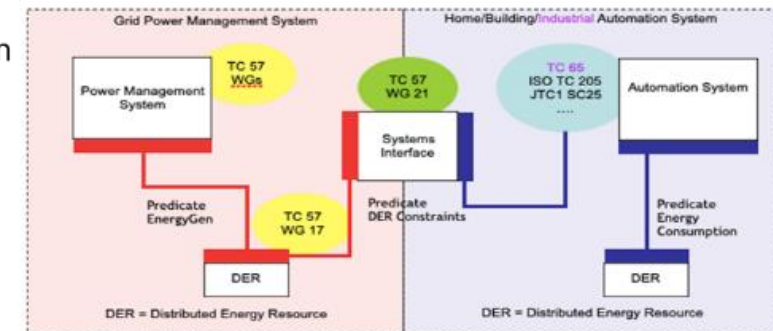 n
Grid Power Management System
Home/Building/Industrial Automation System
TC 57
WGs
Power Management
System
TC 57
WG 21
TC 65
ISO TC 205
JTC1 SC25
....
Automation System
Systems
Interface
Predicate
EnergyGen
TC 57
WG 17
Predicate
DER Constraints
Predicate
Energy
Consumption
DER
DER
DER = Distributed Energy Resource
DER = Distributed Energy Resource